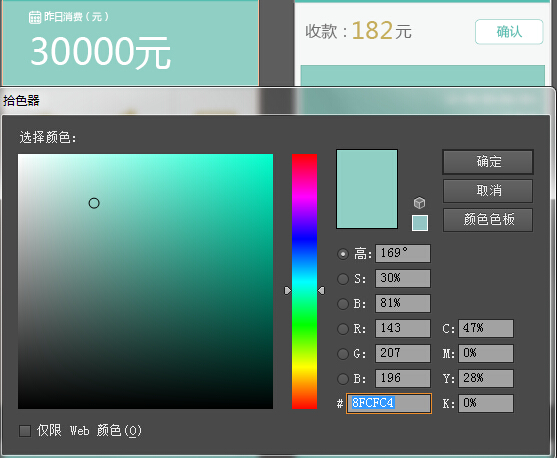 昨日消费（元）
30000元
收款：182元
确认
拾色器
选择颜色:
确定
取消
颜色色板
高: 169°
S: 30%
B: 81%
R: 143
C: 47%
G: 207
M: 0%
B: 196
Y: 28%
# 8FCFC4
K: 0%
仅限 Web 颜色(O)